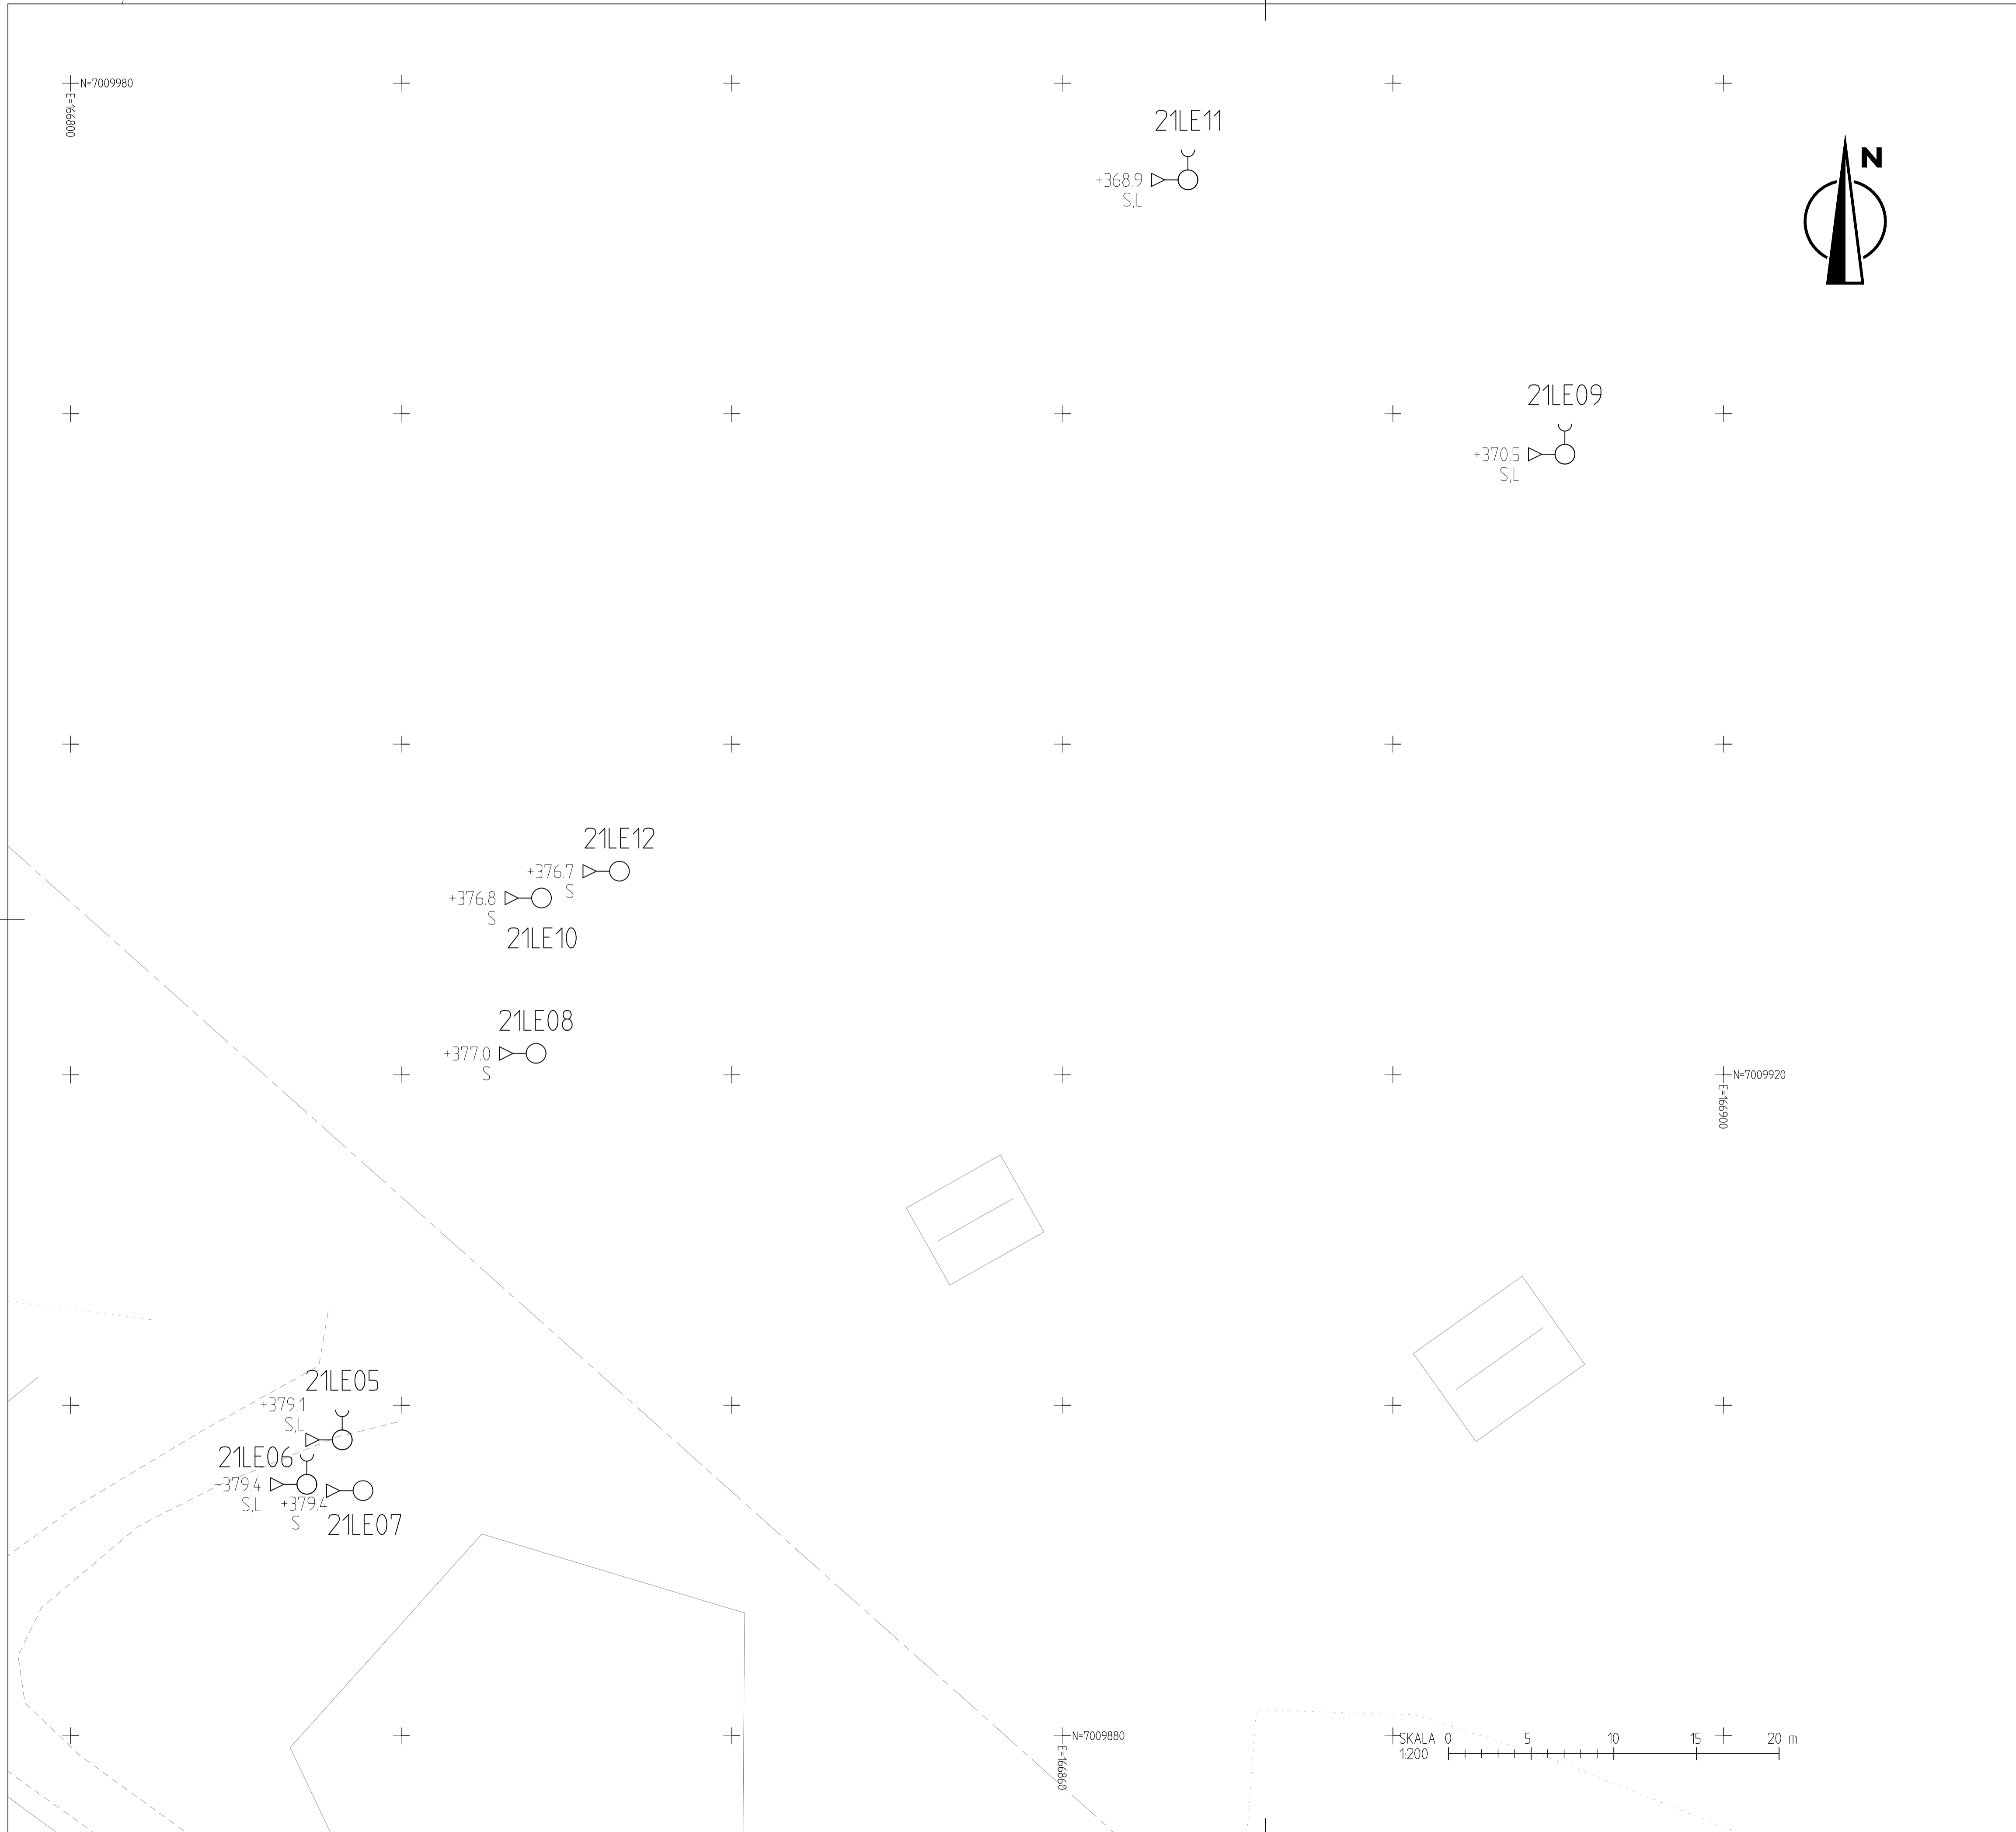 N=7009980
E=166800
21LE11
+368.9
S,L
N
21LE09
+370.5
S,L
21LE12
+376.7
S
+376.8
S
21LE10
21LE08
+377.0
S
N=7009920
E=166900
21LE05
+379.1
S,L
21LE06
+379.4
S,L
+379.4
S
21LE07
N=7009880
E=166860
SKALA 0 5 10 15 20 m
1:200